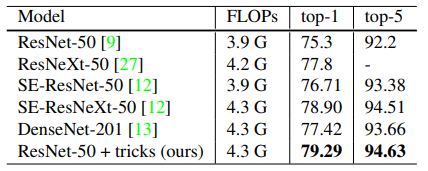 Model FLOPs top-1 top-5
ResNet-50 [9] 3.9 G 75.3 92.2
ResNeXt-50 [27] 4.2 G 77.8 -
SE-ResNet-50 [12] 3.9 G 76.71 93.38
SE-ResNeXt-50 [12] 4.3 G 78.90 94.51
DenseNet-201 [13] 4.3 G 77.42 93.66
ResNet-50 + tricks (ours) 4.3 G 79.29 94.63